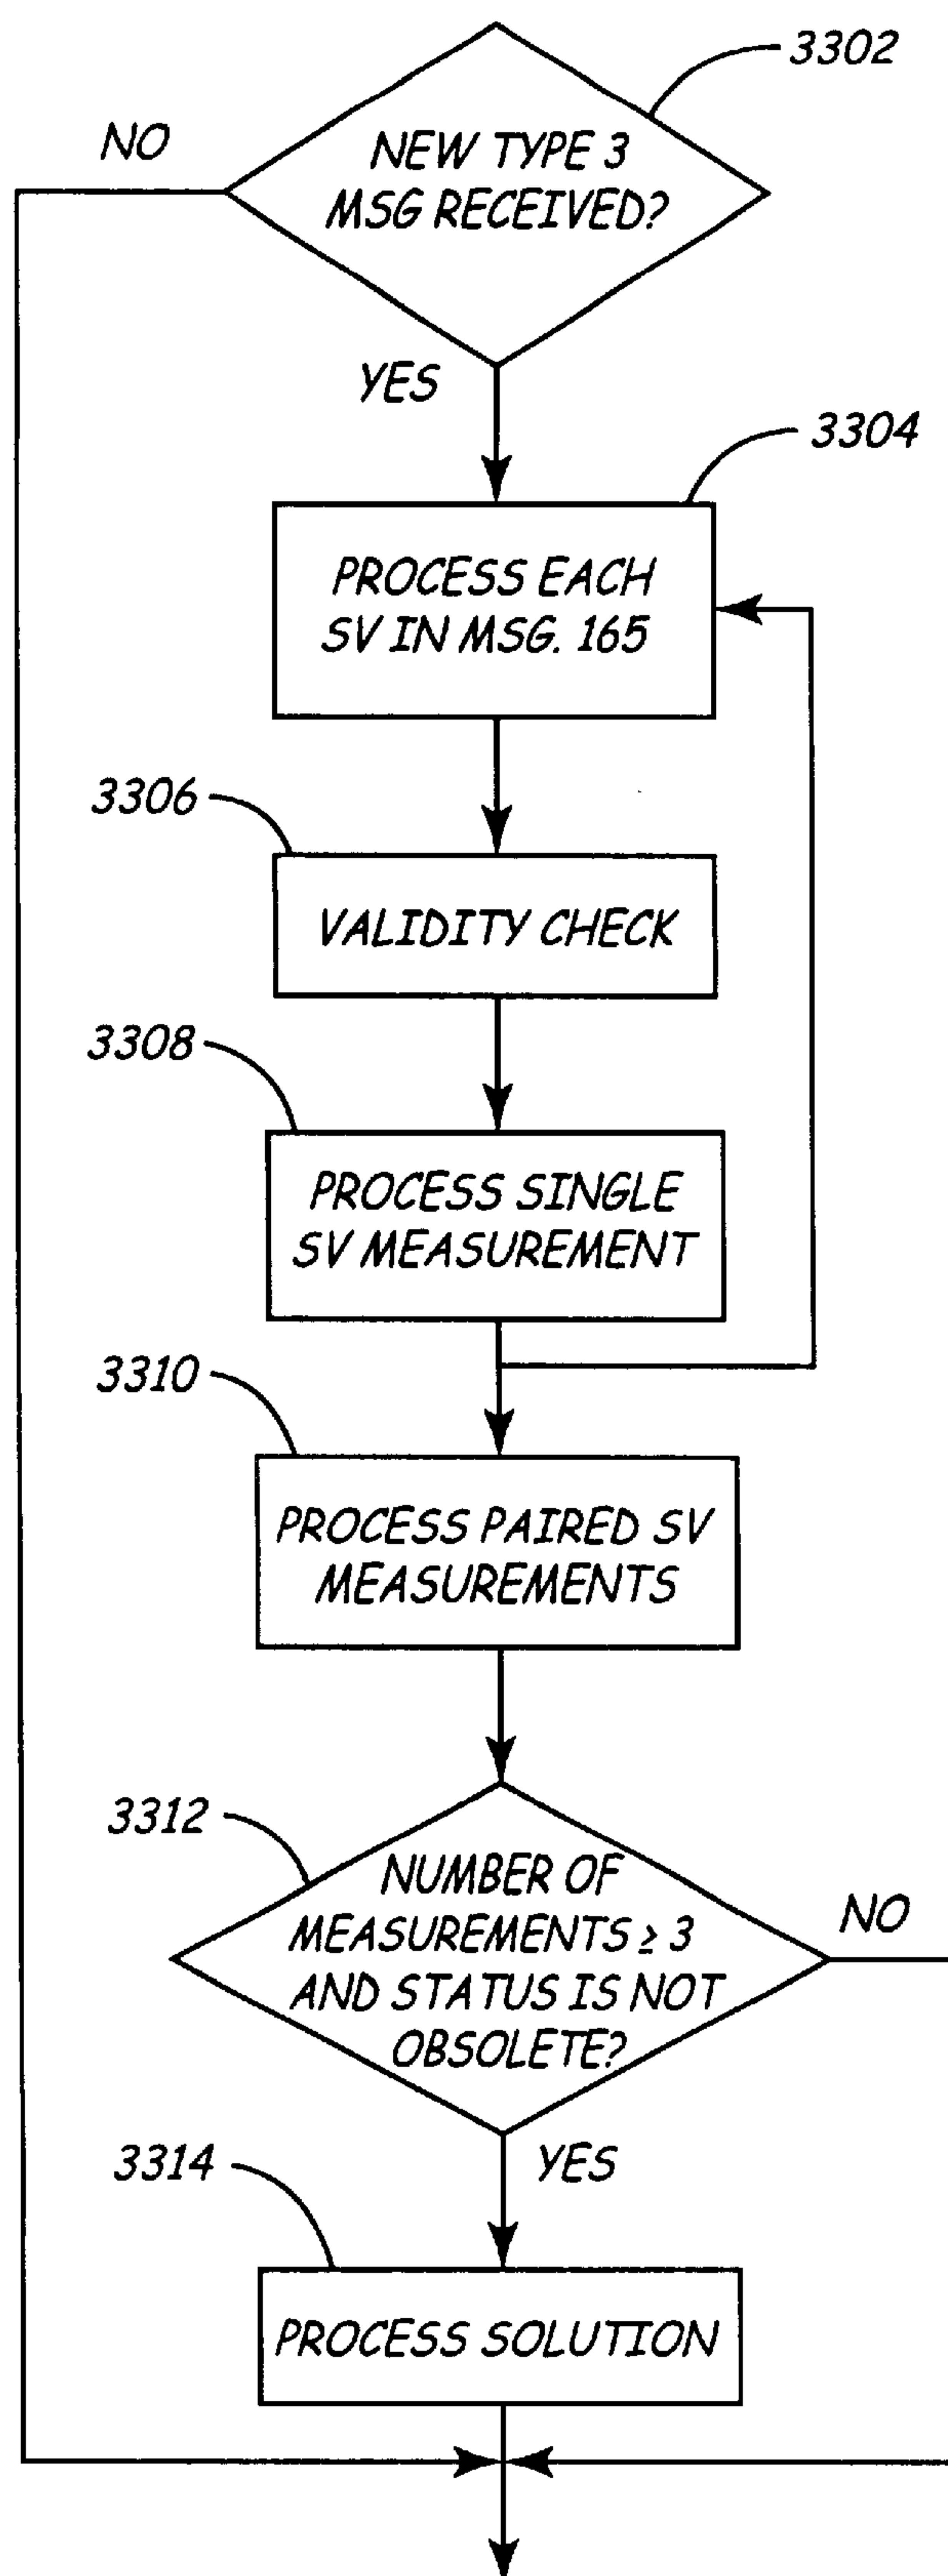 3302
NO
NEW TYPE 3
MSG RECEIVED?
YES
3304
PROCESS EACH
SV IN MSG. 165
3306
VALIDITY CHECK
3308
PROCESS SINGLE
SV MEASUREMENT
3310
PROCESS PAIRED SV
MEASUREMENTS
3312
NUMBER OF
MEASUREMENTS ≥ 3
AND STATUS IS NOT
OBSOLETE?
NO
YES
3314
PROCESS SOLUTION